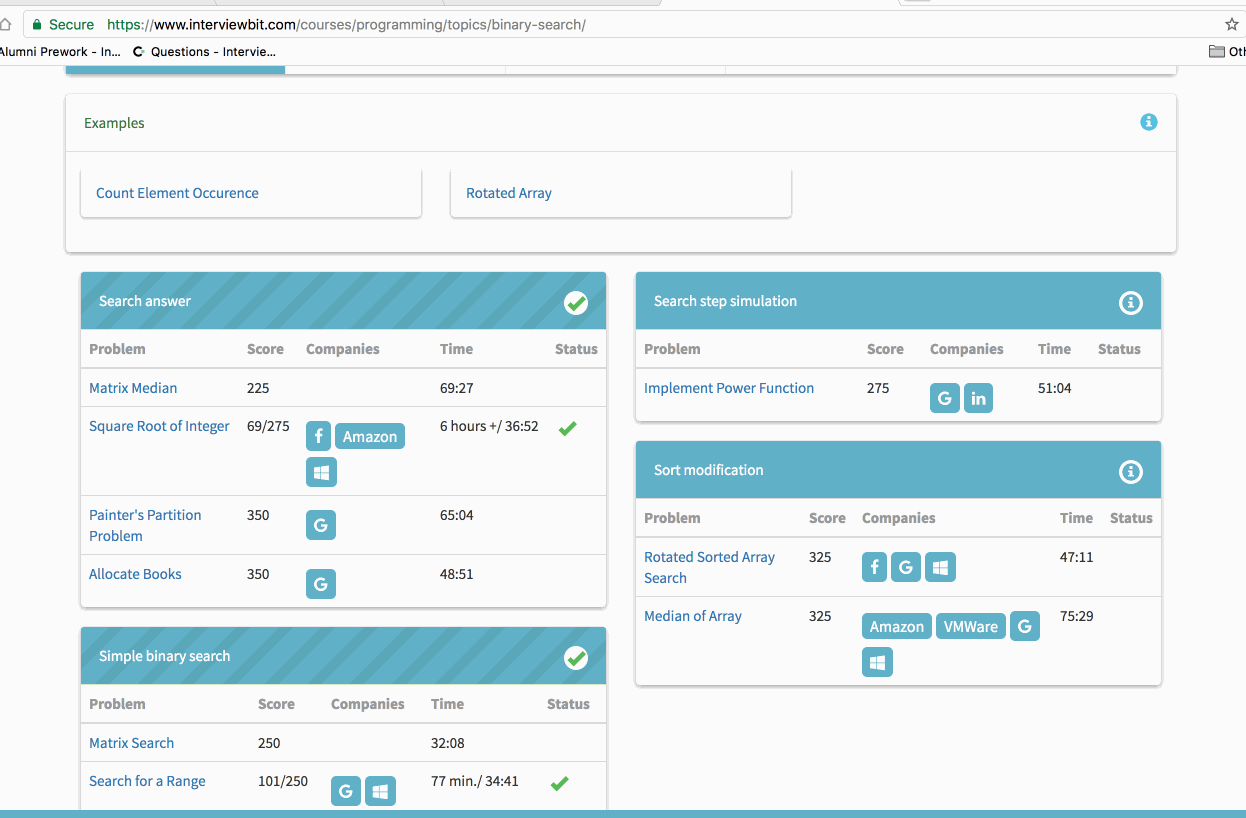 Secure https://www.interviewbit.com/courses/programming/topics/binary-search/
Alumni Prework - In... Questions - Intervie... Oth
Examples
Count Element Occurence Rotated Array
Search answer
Problem Score Companies Time Status
Matrix Median 225 69:27
Square Root of Integer 69/275 f Amazon 6 hours +/ 36:52
Painter's Partition Problem 350 G 65:04
Allocate Books 350 G 48:51
Simple binary search
Problem Score Companies Time Status
Matrix Search 250 32:08
Search for a Range 101/250 G 77 min./ 34:41
Search step simulation
Problem Score Companies Time Status
Implement Power Function 275 G in 51:04
Sort modification
Problem Score Companies Time Status
Rotated Sorted Array Search 325 f G 47:11
Median of Array 325 Amazon VMWare G 75:29